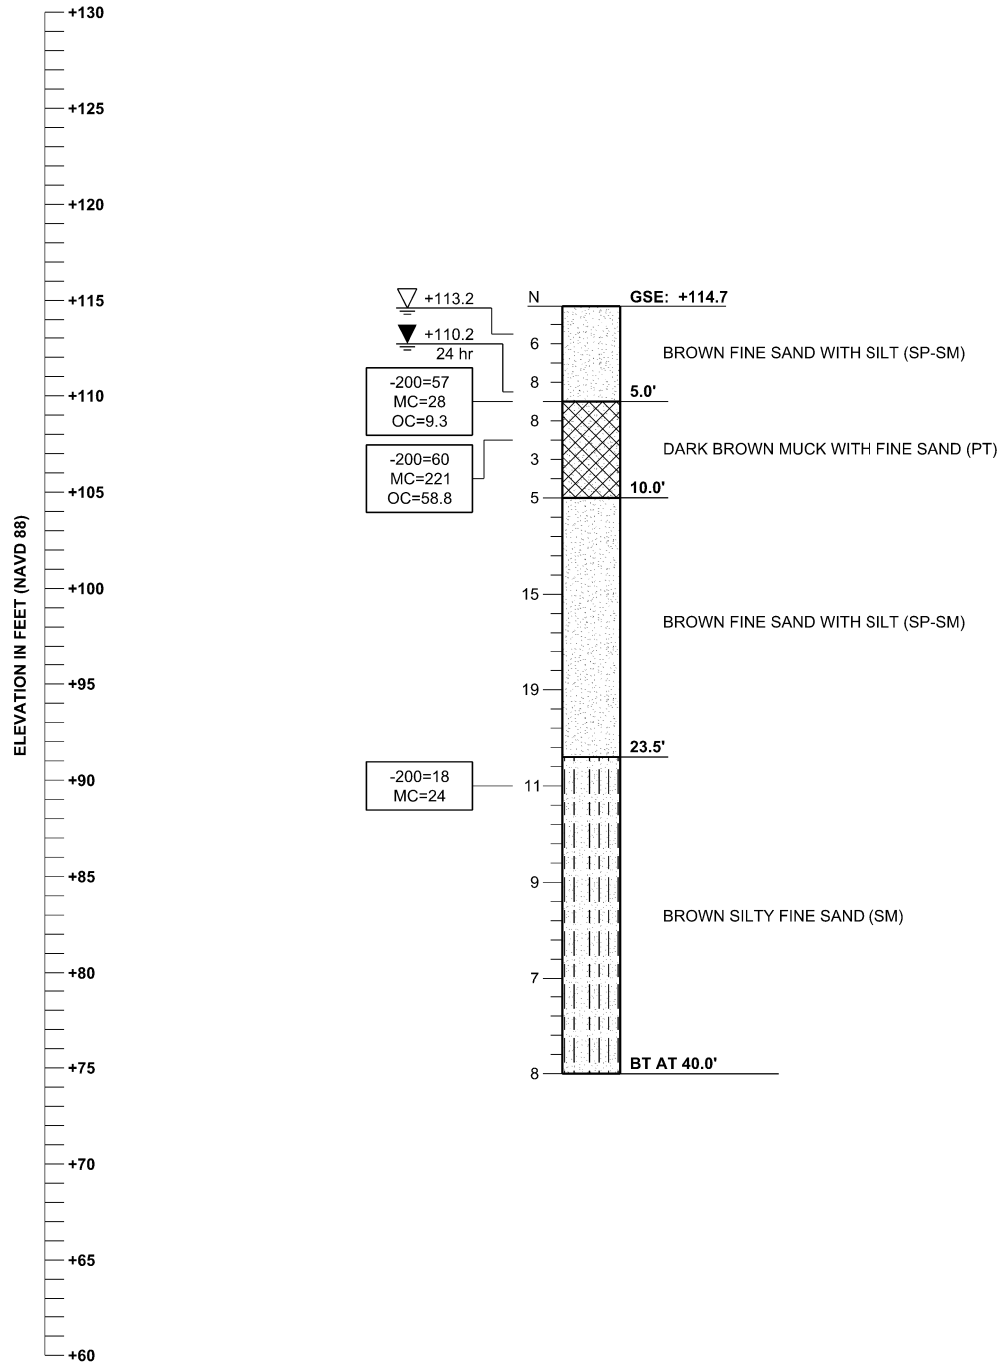 +130
+125
+120
+115
+113.2
N
GSE: +114.7
+110.2
24 hr
6
BROWN FINE SAND WITH SILT (SP-SM)
-200=57
MC=28
OC=9.3
8
5.0'
+110
8
DARK BROWN MUCK WITH FINE SAND (PT)
-200=60
MC=221
OC=58.8
3
10.0'
+105
5
ELEVATION IN FEET (NAVD 88)
+100
15
BROWN FINE SAND WITH SILT (SP-SM)
+95
19
23.5'
-200=18
MC=24
+90
11
+85
9
BROWN SILTY FINE SAND (SM)
+80
7
+75
8
BT AT 40.0'
+70
+65
+60